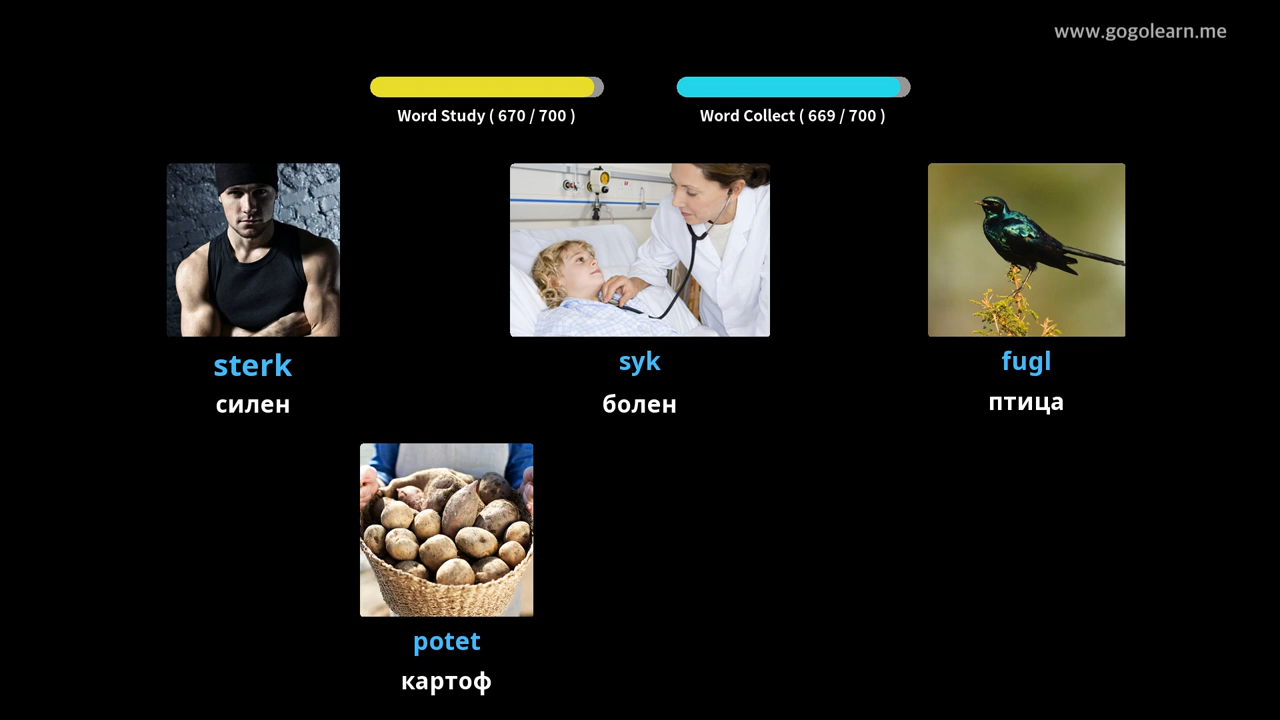 www.gogolearn.me
Word Study ( 670 / 700 )
Word Collect ( 669 / 700 )
sterk
силен
syk
болен
fugl
птица
potet
картоф